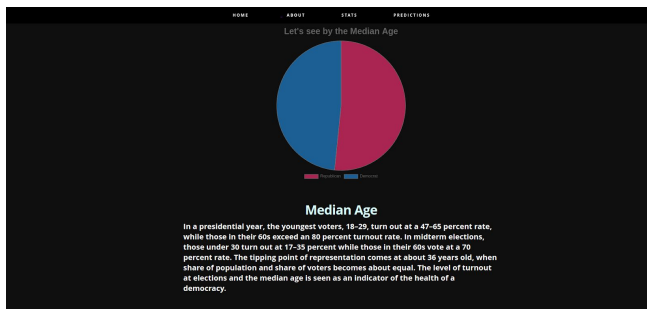 HOME ABOUT STATS PREDICTIONS
Let's see by the Median Age
Republican Democrat
Median Age
In a presidential year, the youngest voters, 18–29, turn out at a 47–65 percent rate,
while those in their 60s exceed an 80 percent turnout rate. In midterm elections,
those under 30 turn out at 17–35 percent while those in their 60s vote at a 70
percent rate. The tipping point of representation comes at about 36 years old, when
share of population and share of voters becomes about equal. The level of turnout
at elections and the median age is seen as an indicator of the health of a
democracy.